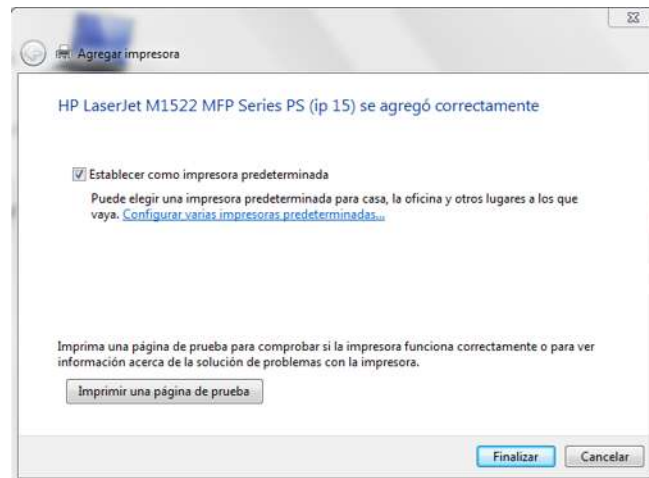 Agregar impresora
HP LaserJet M1522 MFP Series PS (ip 15) se agregó correctamente
Establecer como impresora predeterminada
Puede elegir una impresora predeterminada para casa, la oficina y otros lugares a los que
vaya. Configurar varias impresoras predeterminadas...
Imprima una página de prueba para comprobar si la impresora funciona correctamente o para ver
información acerca de la solución de problemas con la impresora.
Imprimir una página de prueba
Finalizar Cancelar